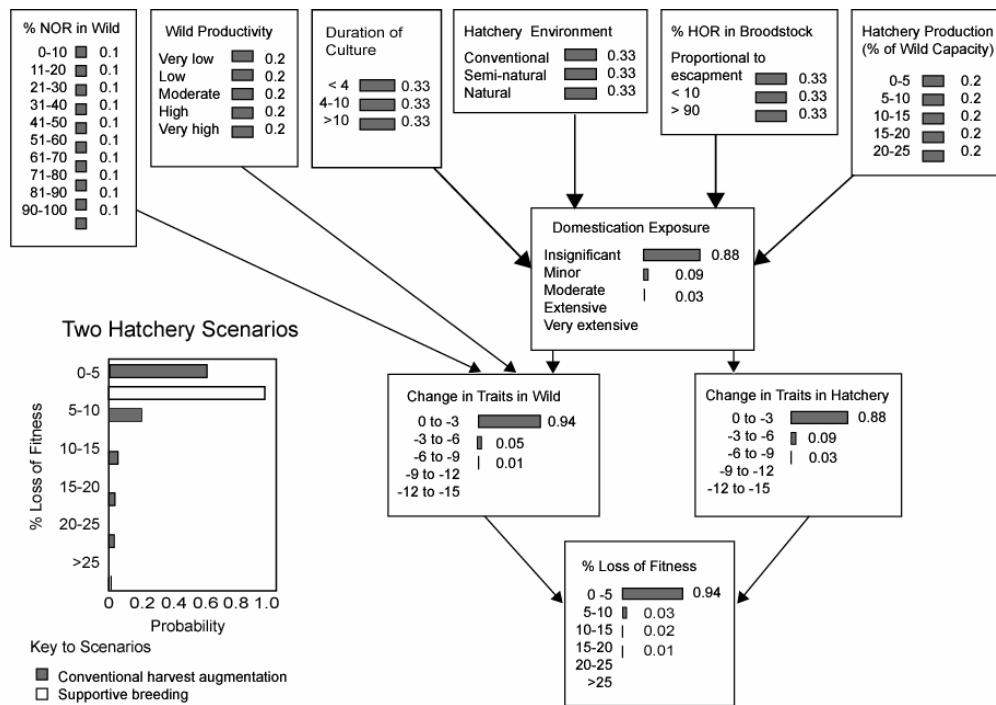 % NOR in Wild
0-10 0.1
11-20 0.1
21-30 0.1
31-40 0.1
41-50 0.1
51-60 0.1
61-70 0.1
71-80 0.1
81-90 0.1
90-100 0.1
Wild Productivity
Very low 0.2
Low 0.2
Moderate 0.2
High 0.2
Very high 0.2
Duration of
Culture
< 4 0.33
4-10 0.33
>10 0.33
Hatchery Environment
Conventional 0.33
Semi-natural 0.33
Natural 0.33
% HOR in Broodstock
Proportional to
escapment 0.33
< 10 0.33
> 90 0.33
Hatchery Production
(% of Wild Capacity)
0-5 0.2
5-10 0.2
10-15 0.2
15-20 0.2
20-25 0.2
Domestication Exposure
Insignificant 0.88
Minor 0.09
Moderate 0.03
Extensive
Very extensive
Change in Traits in Wild
0 to -3 0.94
-3 to -6 0.05
-6 to -9 0.01
-9 to -12
-12 to -15
Change in Traits in Hatchery
0 to -3 0.88
-3 to -6 0.09
-6 to -9 0.03
-9 to -12
-12 to -15
% Loss of Fitness
0 -5 0.94
5-10 0.03
10-15 0.02
15-20 0.01
20-25
>25
Two Hatchery Scenarios
% Loss of Fitness
0-5
5-10
10-15
15-20
20-25
>25
0 0.2 0.4 0.6 0.8 1.0
Probability
Key to Scenarios
Conventional harvest augmentation
Supportive breeding